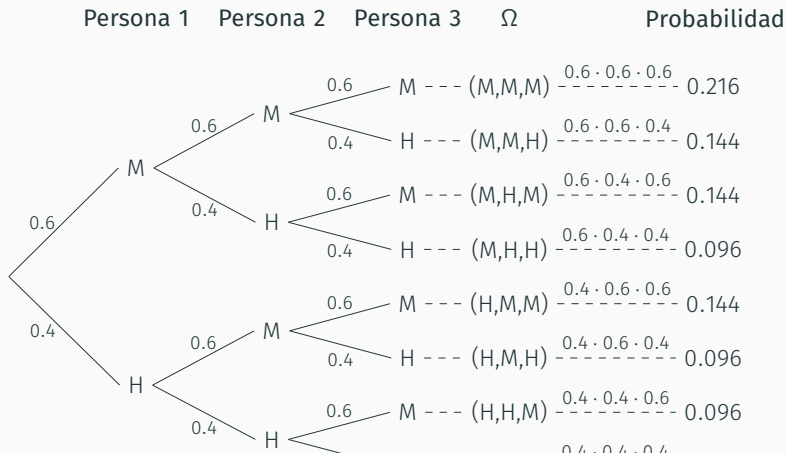 Persona 1 Persona 2 Persona 3 Ω Probabilidad
0.6 M (M,M,M) 0.6 · 0.6 · 0.6 0.216
0.6 M
0.4 H (M,M,H) 0.6 · 0.6 · 0.4 0.144
M
0.6 M (M,H,M) 0.6 · 0.4 · 0.6 0.144
0.4 H
0.6
0.4 H (M,H,H) 0.6 · 0.4 · 0.4 0.096
0.6 M (H,M,M) 0.4 · 0.6 · 0.6 0.144
0.4
0.6 M
0.4 H (H,M,H) 0.4 · 0.6 · 0.4 0.096
H
0.6 M (H,H,M) 0.4 · 0.4 · 0.6 0.096
0.4 H
0.4 · 0.4 · 0.4